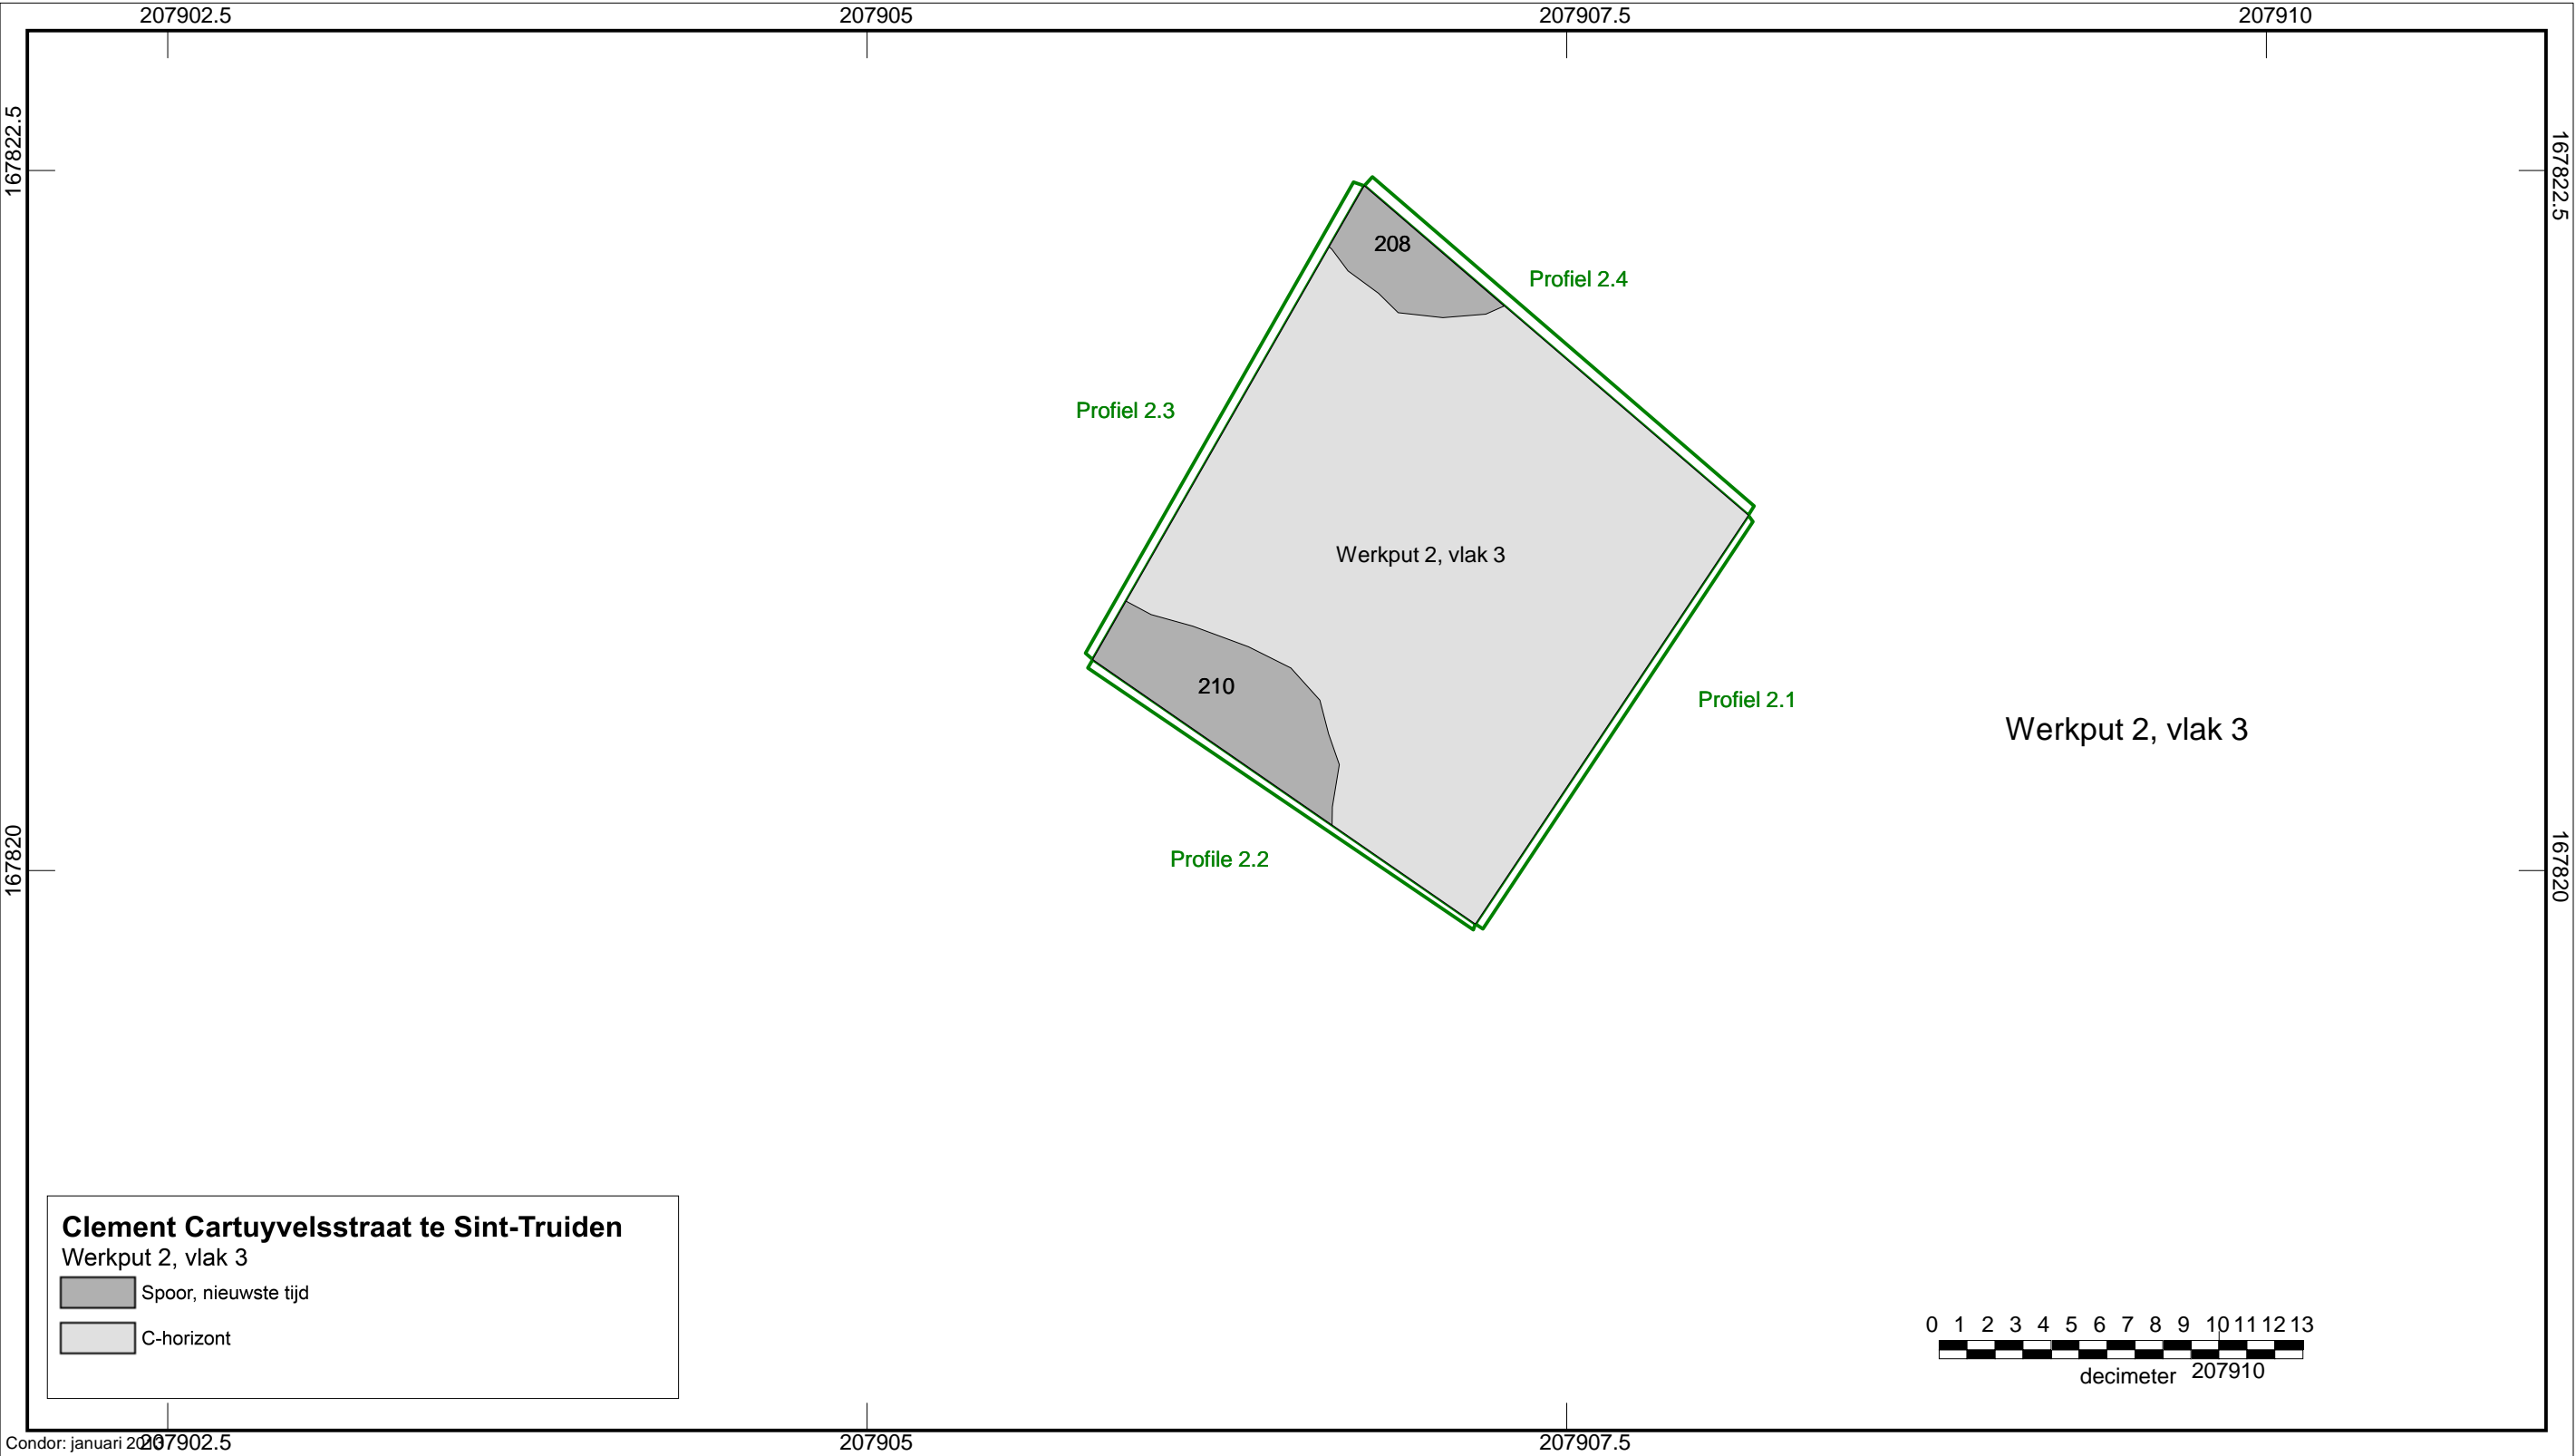 207902.5
207905
207907.5
207910
167822.5
167822.5
208
Profiel 2.4
Profiel 2.3
Werkput 2, vlak 3
210
Profiel 2.1
Werkput 2, vlak 3
167820
167820
Profile 2.2
Clement Cartuyvelsstraat te Sint-Truiden
Werkput 2, vlak 3
Spoor, nieuwste tijd
C-horizont
0 1 2 3 4 5 6 7 8 9 10 11 12 13
decimeter
207910
Condor: januari 2013
207902.5
207905
207907.5